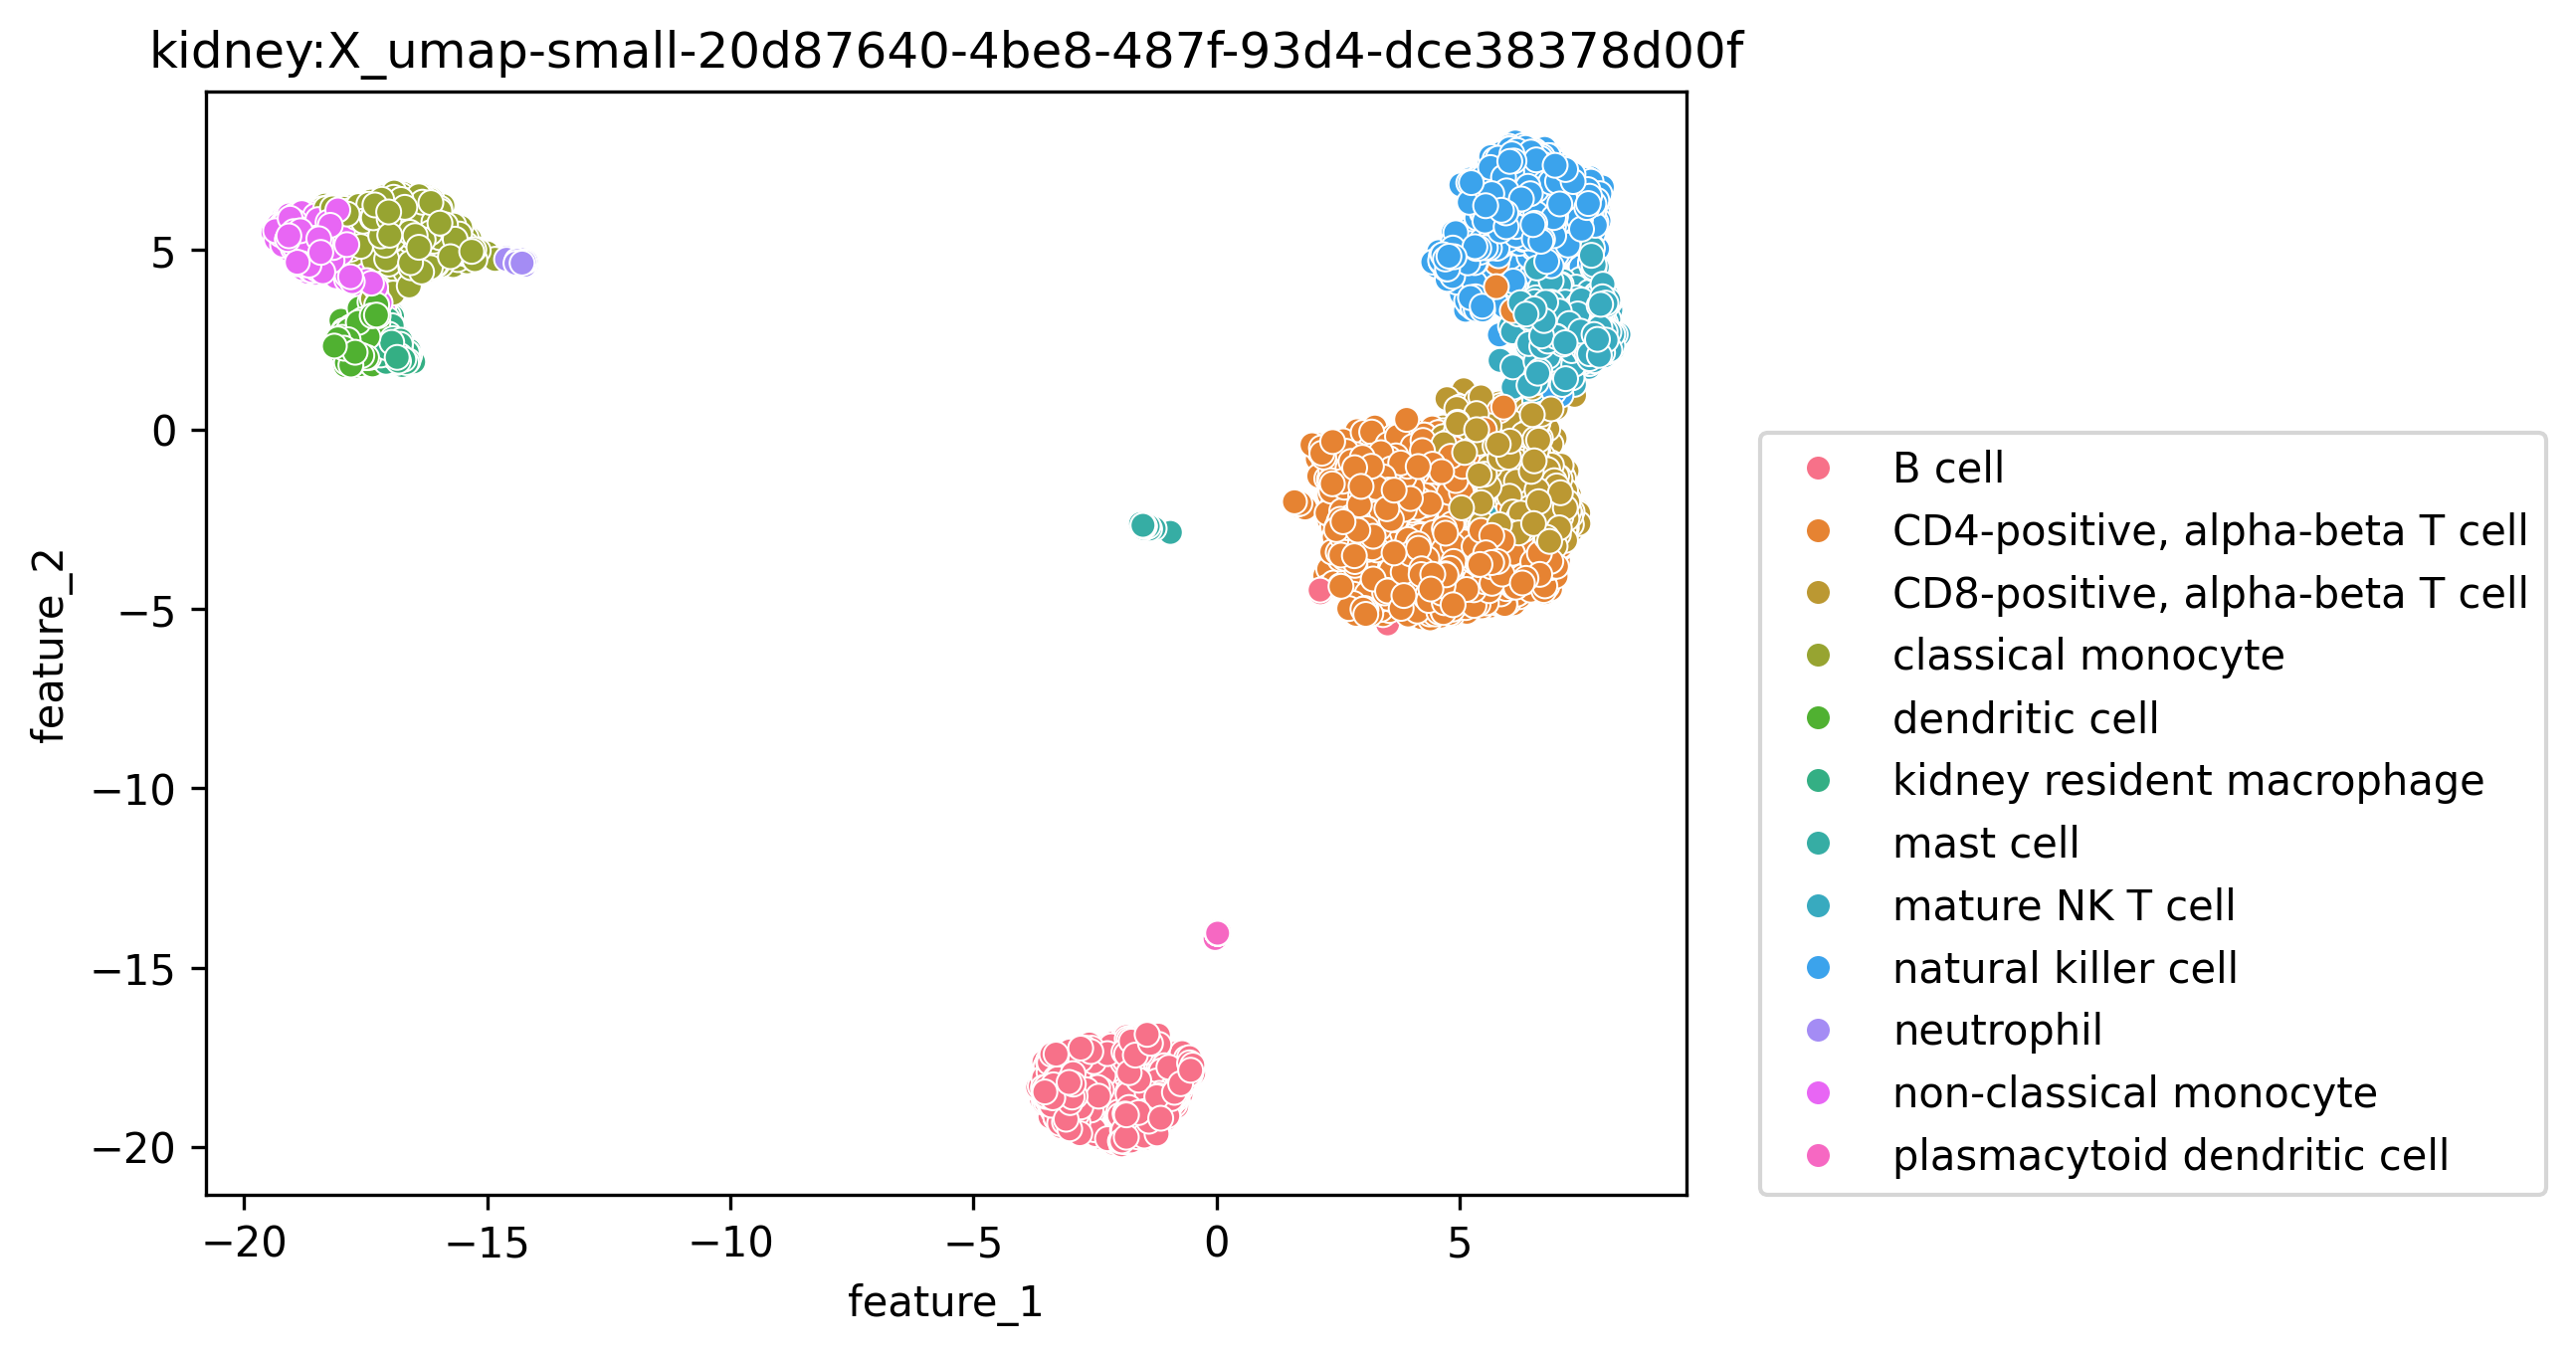 kidney:X_umap-small-20d87640-4be8-487f-93d4-dce38378d00f
feature_2
5
0
−5
−10
−15
−20
−20 −15 −10 −5 0 5
feature_1
B cell
CD4-positive, alpha-beta T cell
CD8-positive, alpha-beta T cell
classical monocyte
dendritic cell
kidney resident macrophage
mast cell
mature NK T cell
natural killer cell
neutrophil
non-classical monocyte
plasmacytoid dendritic cell